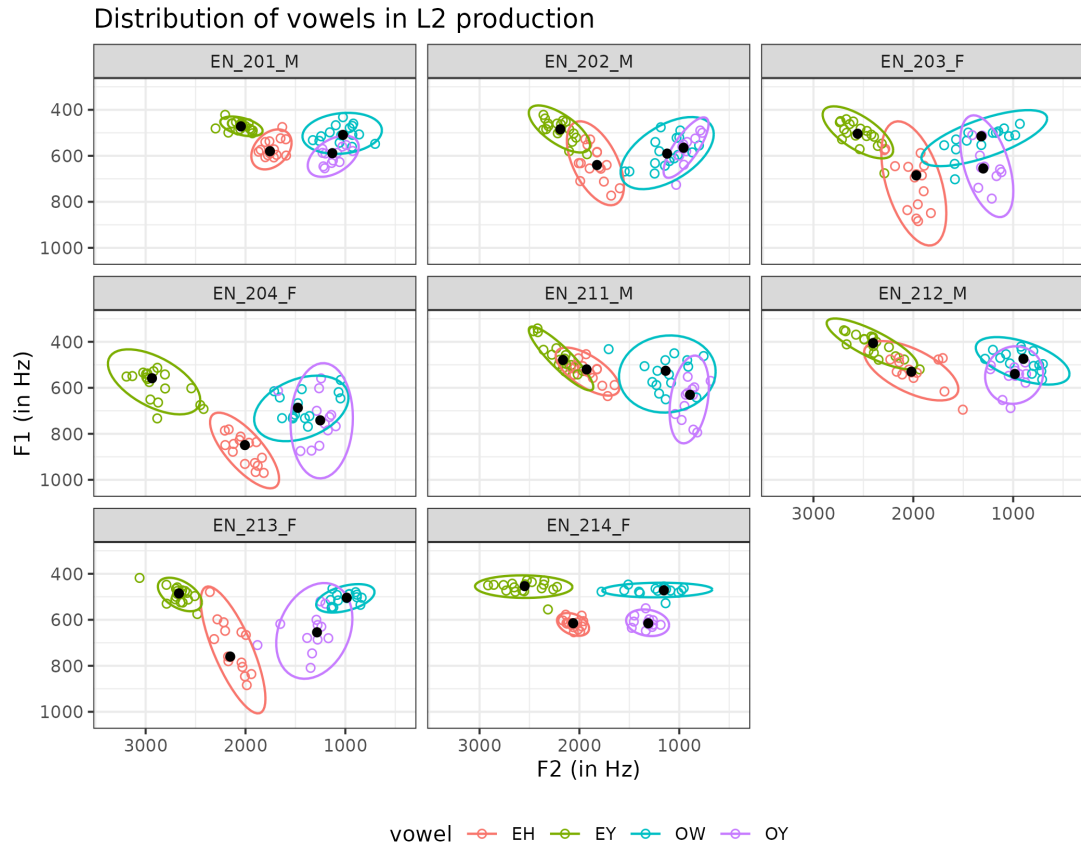 Distribution of vowels in L2 production
EN_201_M EN_202_M EN_203_F
400
600
800
1000
EN_204_F EN_211_M EN_212_M
400
600
800
1000
3000 2000 1000
EN_213_F EN_214_F
400
600
800
1000
3000 2000 1000 3000 2000 1000
F1 (in Hz)
F2 (in Hz)
vowel EH EY OW OY